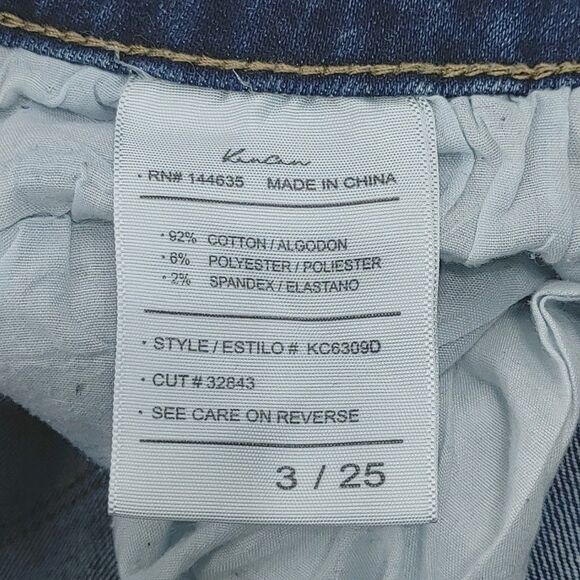 KanCan
· RN# 144635 MADE IN CHINA
· 92% COTTON / ALGODON
· 6% POLYESTER / POLIESTER
· 2% SPANDEX / ELASTANO
· STYLE / ESTILO # KC6309D
· CUT # 32843
· SEE CARE ON REVERSE
3 / 25